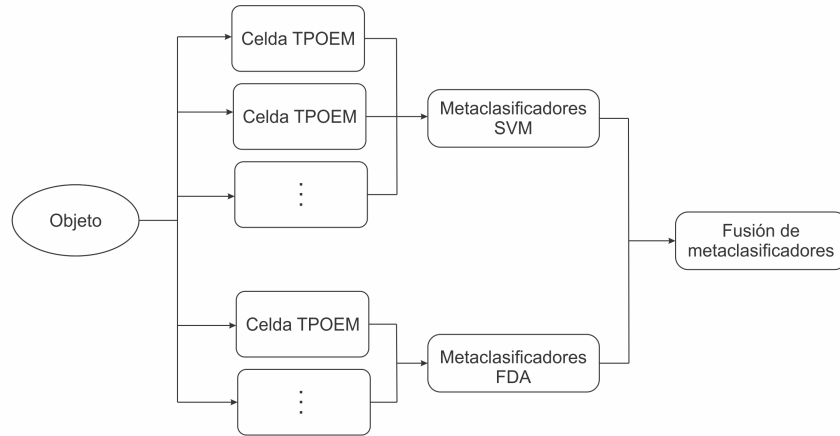 Objeto
Celda TPOEM
Celda TPOEM
⋮
Celda TPOEM
⋮
Metaclasificadores
SVM
Metaclasificadores
FDA
Fusión de
metaclasificadores